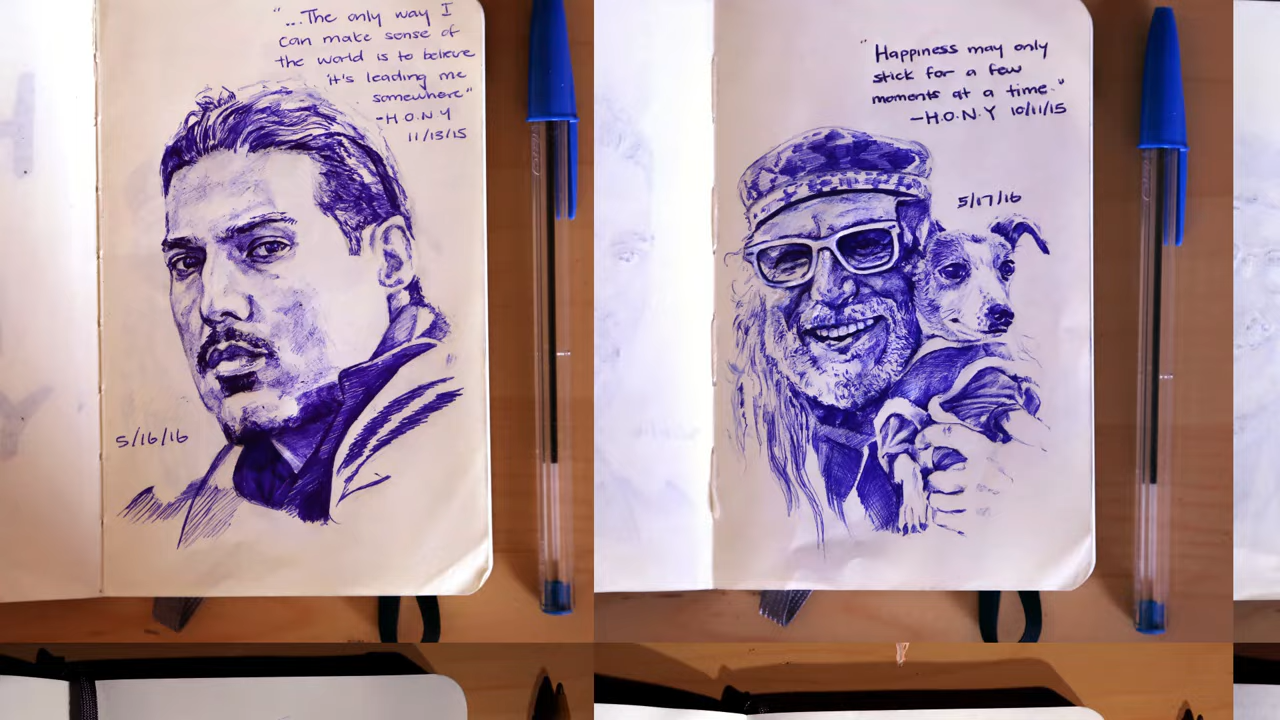 "...The only way I
can make sense of
the world is to believe
it's leading me
somewhere"
-H.O.N.Y
11/13/15
5/16/16
"Happiness may only
stick for a few
moments at a time."
-H.O.N.Y 10/11/15
5/17/16